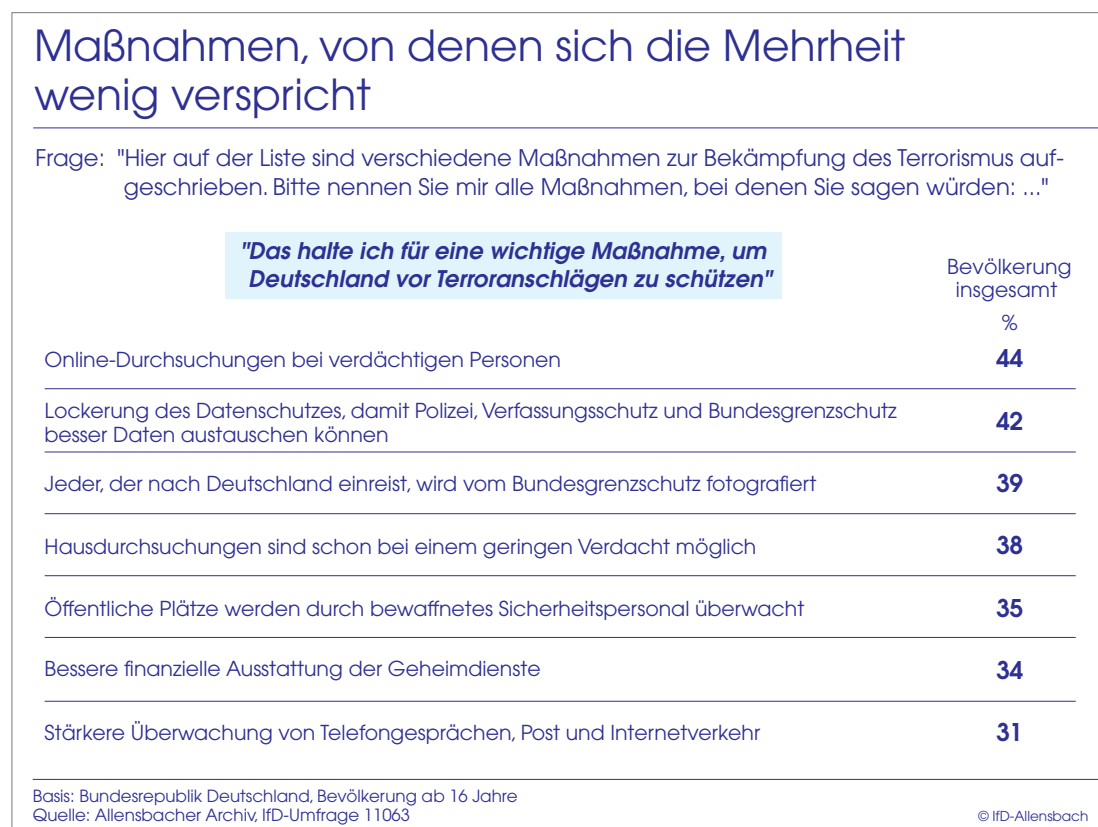 Maßnahmen, von denen sich die Mehrheit
wenig verspricht
Frage: "Hier auf der Liste sind verschiedene Maßnahmen zur Bekämpfung des Terrorismus auf-
geschrieben. Bitte nennen Sie mir alle Maßnahmen, bei denen Sie sagen würden: ..."
"Das halte ich für eine wichtige Maßnahme, um
Deutschland vor Terroranschlägen zu schützen"
Bevölkerung
insgesamt
%
Online-Durchsuchungen bei verdächtigen Personen 44
Lockerung des Datenschutzes, damit Polizei, Verfassungsschutz und Bundesgrenzschutz
besser Daten austauschen können 42
Jeder, der nach Deutschland einreist, wird vom Bundesgrenzschutz fotografiert 39
Hausdurchsuchungen sind schon bei einem geringen Verdacht möglich 38
Öffentliche Plätze werden durch bewaffnetes Sicherheitspersonal überwacht 35
Bessere finanzielle Ausstattung der Geheimdienste 34
Stärkere Überwachung von Telefongesprächen, Post und Internetverkehr 31
Basis: Bundesrepublik Deutschland, Bevölkerung ab 16 Jahre
Quelle: Allensbacher Archiv, IfD-Umfrage 11063
© IfD-Allensbach